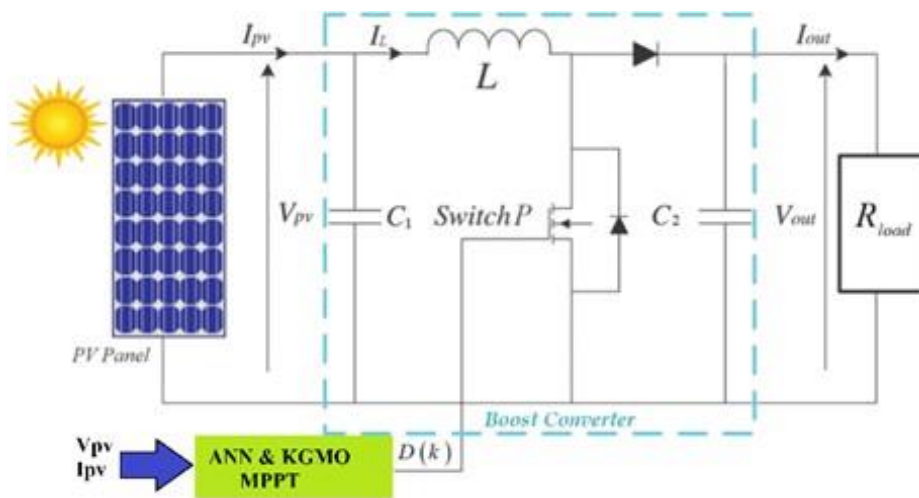 Ipv
IL
L
Iout
Vpv
C1
Switch P
C2
Vout
Rload
PV Panel
Boost Converter
Vpv
Ipv
ANN & KGMO
MPPT
D(k)